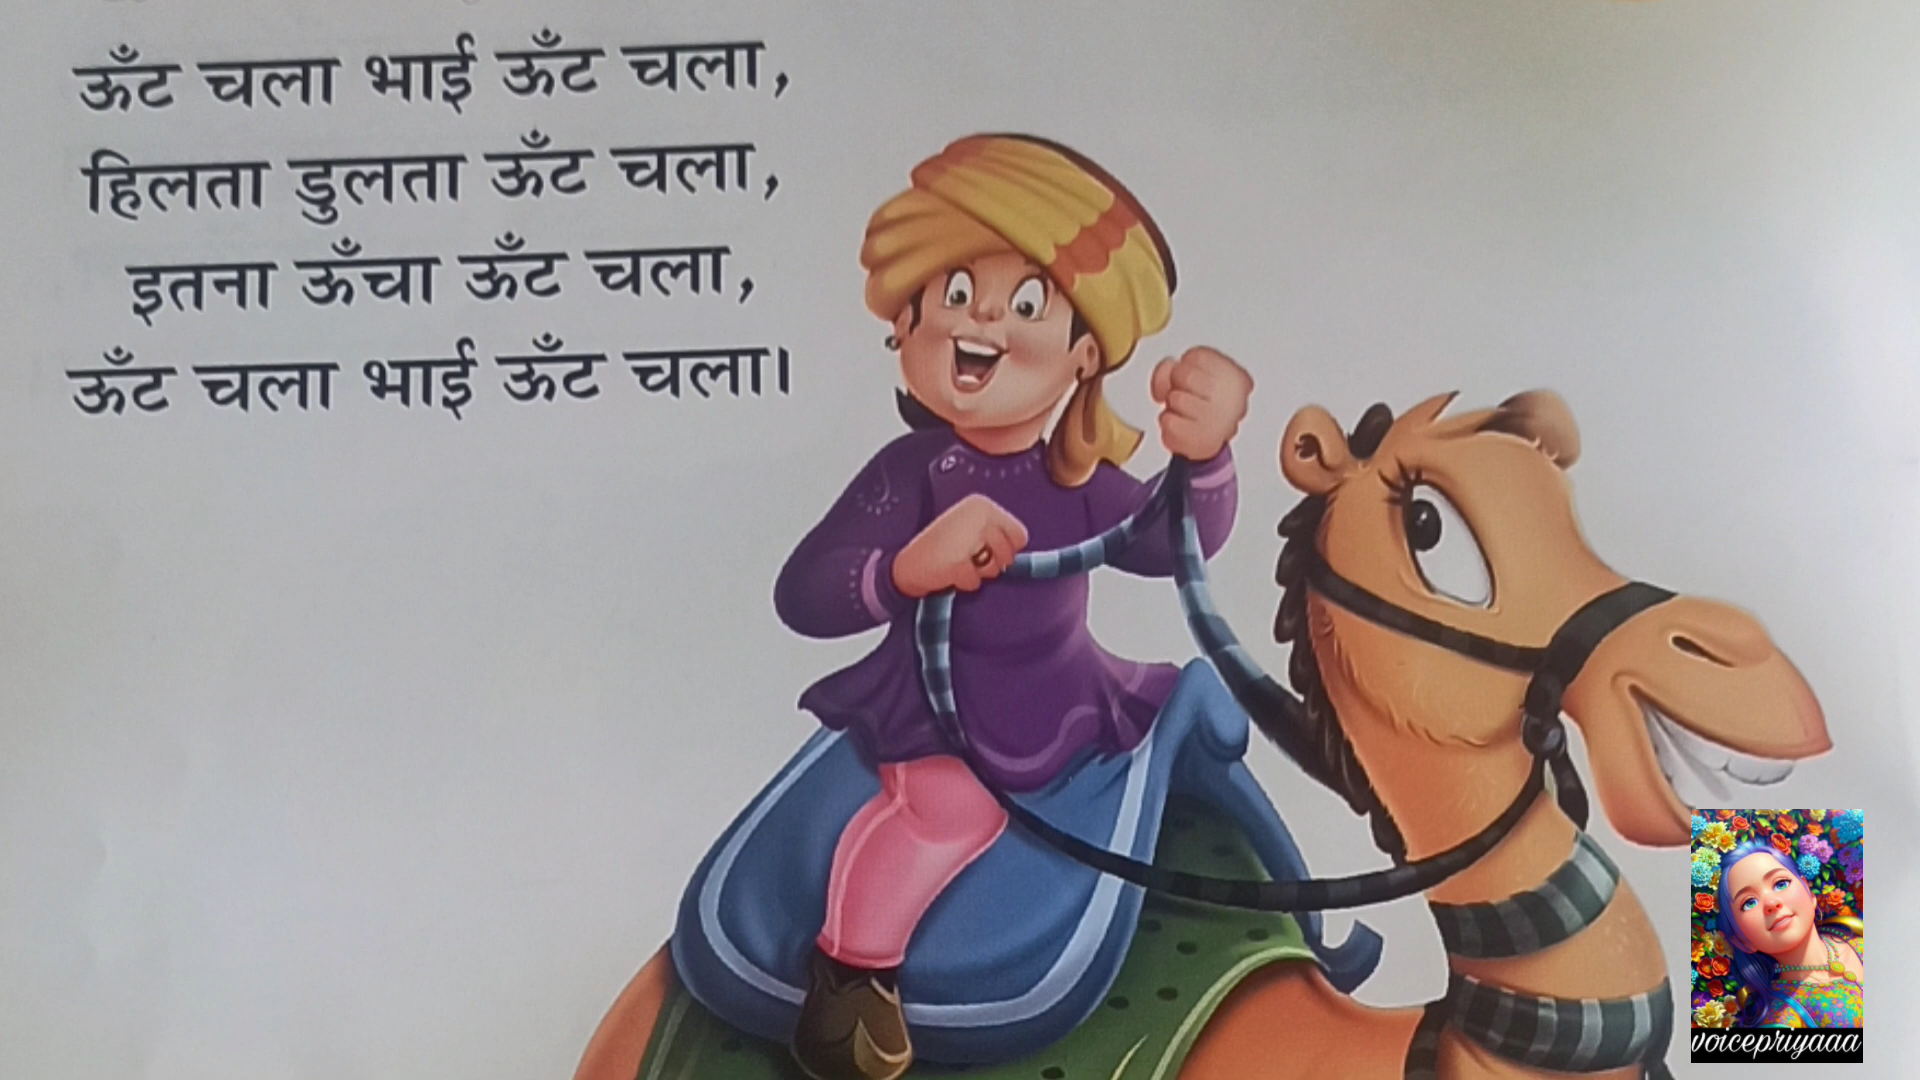 ऊँट चला भाई ऊँट चला,
हिलता डुलता ऊँट चला,
इतना ऊँचा ऊँट चला,
ऊँट चला भाई ऊँट चला।
voicepriyaaa